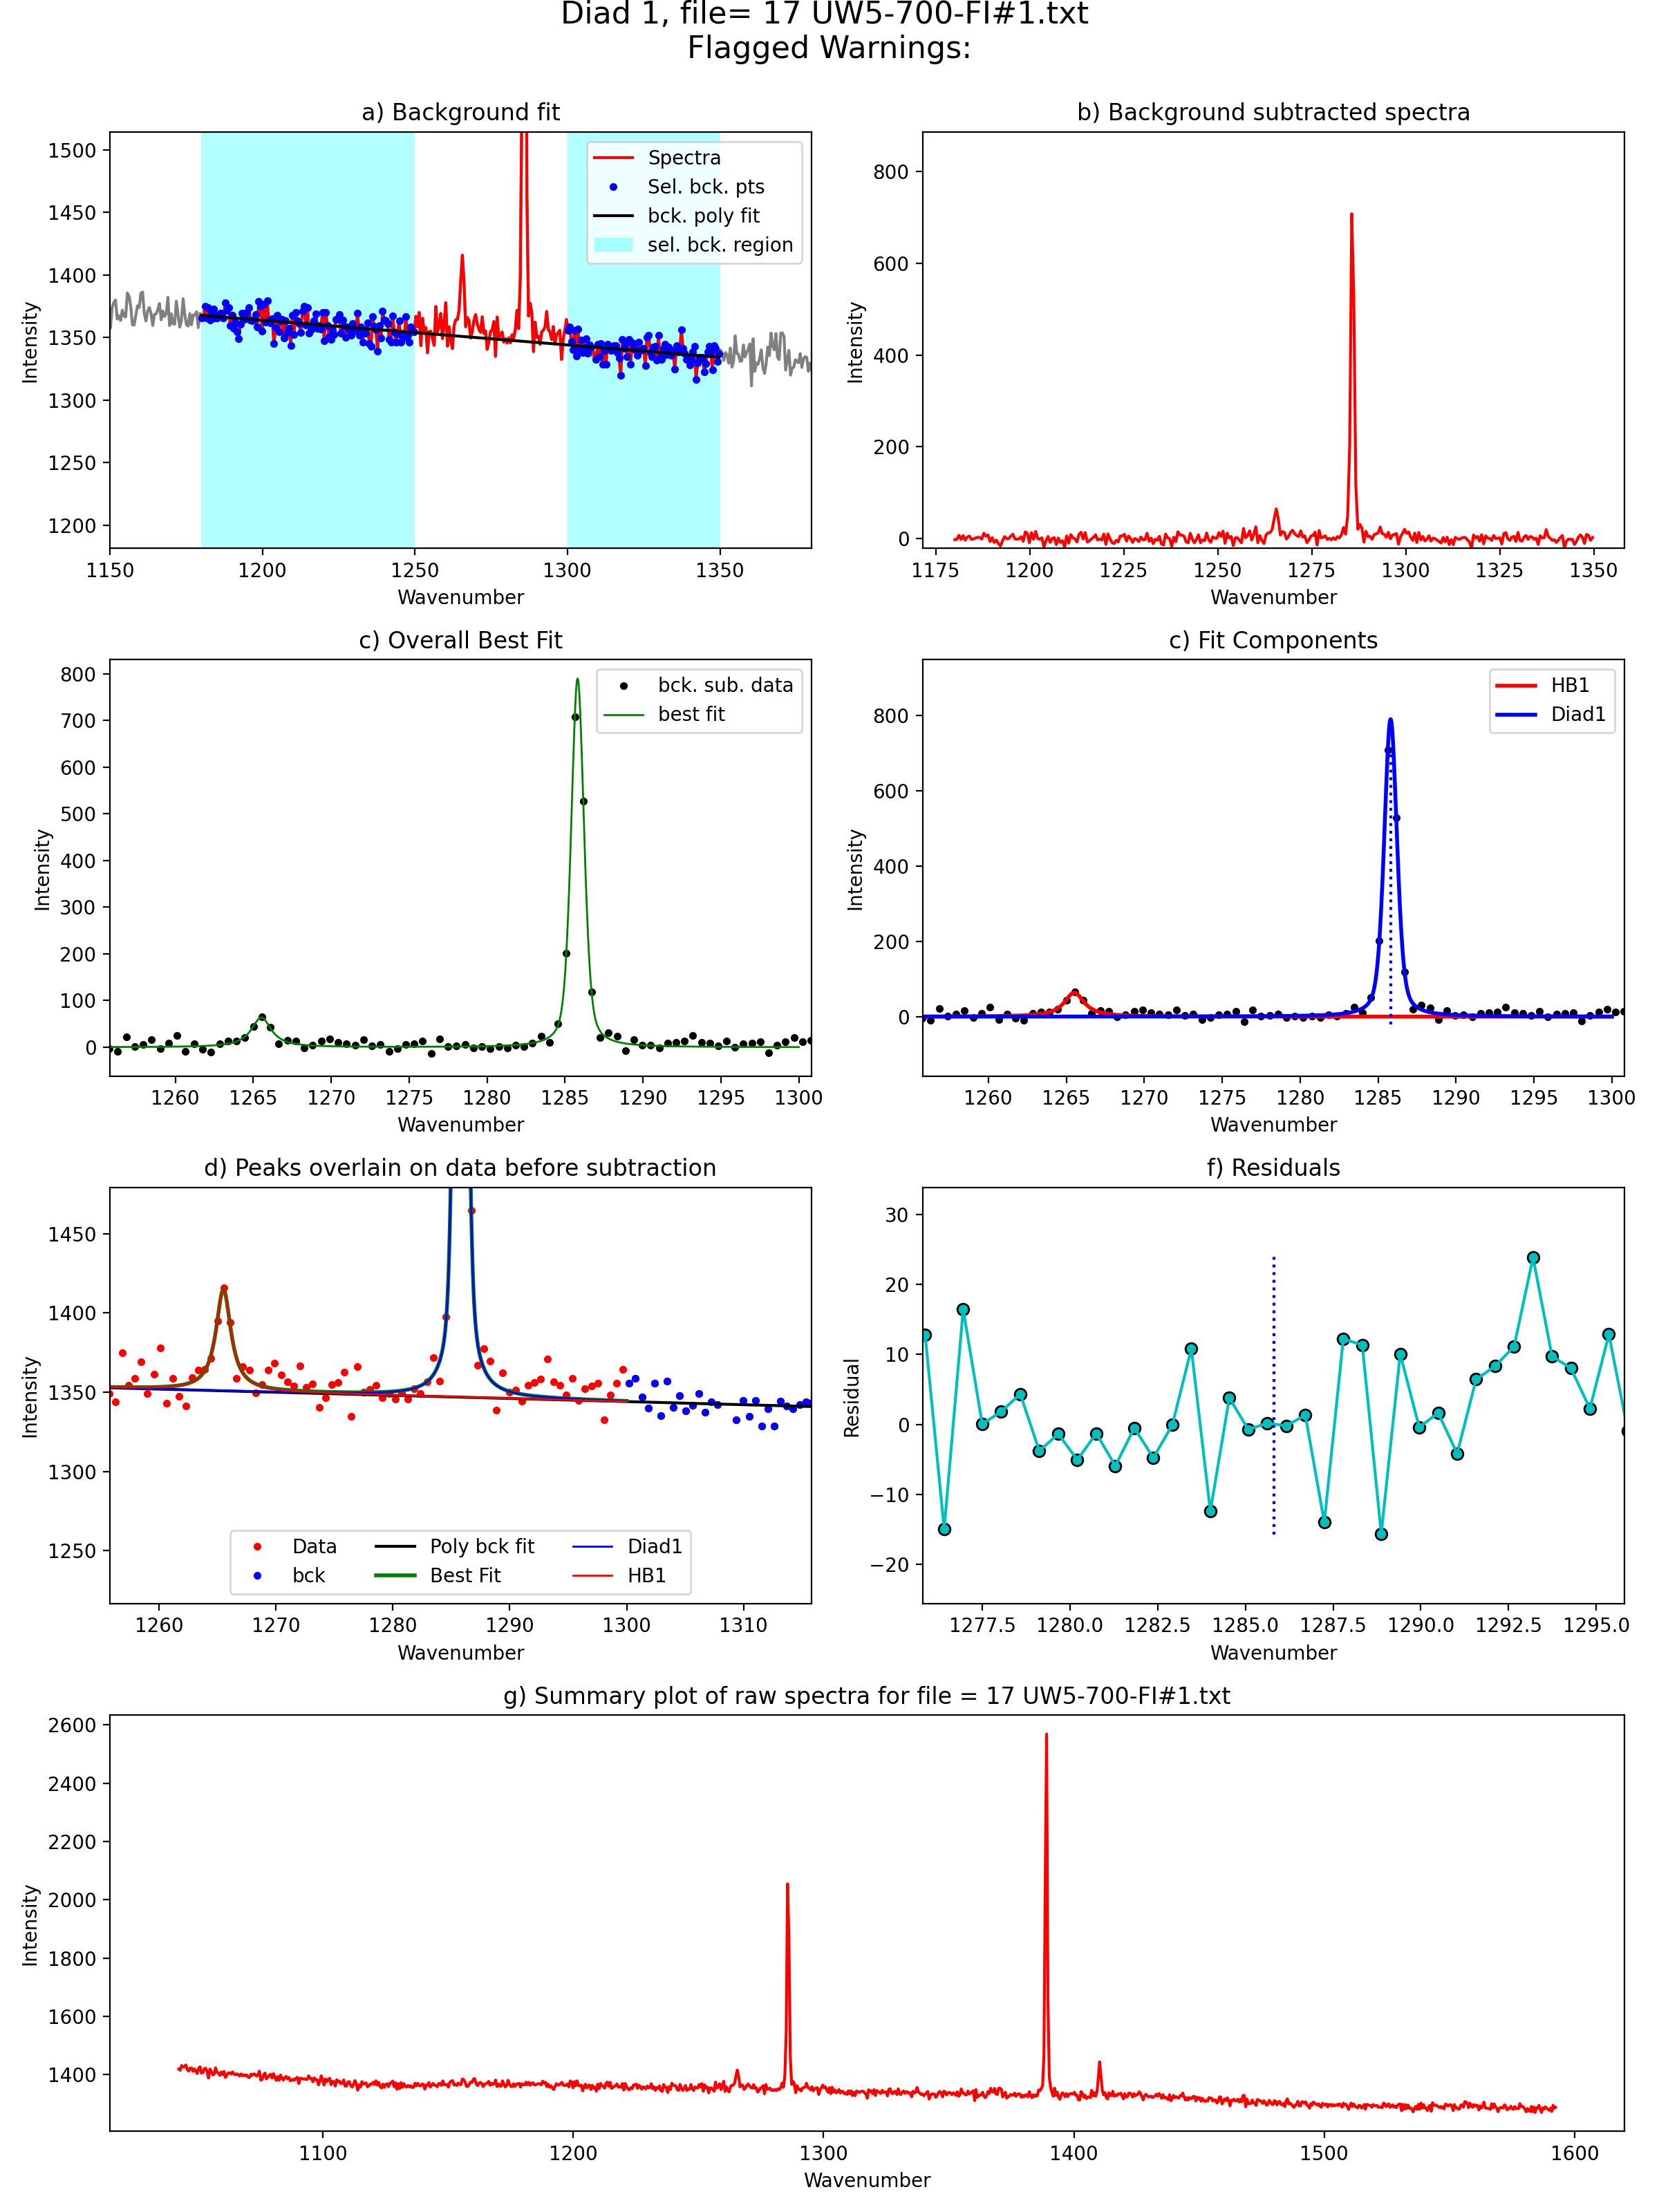 Diad 1, file= 17 UW5-700-FI#1.txt
Flagged Warnings:
a) Background fit
Intensity
1500
1450
1400
1350
1300
1250
1200
Spectra
Sel. bck. pts
bck. poly fit
sel. bck. region
1150 1200 1250 1300 1350
Wavenumber
b) Background subtracted spectra
Intensity
800
600
400
200
0
1175 1200 1225 1250 1275 1300 1325 1350
Wavenumber
c) Overall Best Fit
Intensity
800
700
600
500
400
300
200
100
0
bck. sub. data
best fit
1260 1265 1270 1275 1280 1285 1290 1295 1300
Wavenumber
c) Fit Components
Intensity
800
600
400
200
0
HB1
Diad1
1260 1265 1270 1275 1280 1285 1290 1295 1300
Wavenumber
d) Peaks overlain on data before subtraction
Intensity
1450
1400
1350
1300
1250
Data
bck
Poly bck fit
Best Fit
Diad1
HB1
1260 1270 1280 1290 1300 1310
Wavenumber
f) Residuals
Residual
30
20
10
0
−10
−20
1277.5 1280.0 1282.5 1285.0 1287.5 1290.0 1292.5 1295.0
Wavenumber
g) Summary plot of raw spectra for file = 17 UW5-700-FI#1.txt
Intensity
2600
2400
2200
2000
1800
1600
1400
1100 1200 1300 1400 1500 1600
Wavenumber